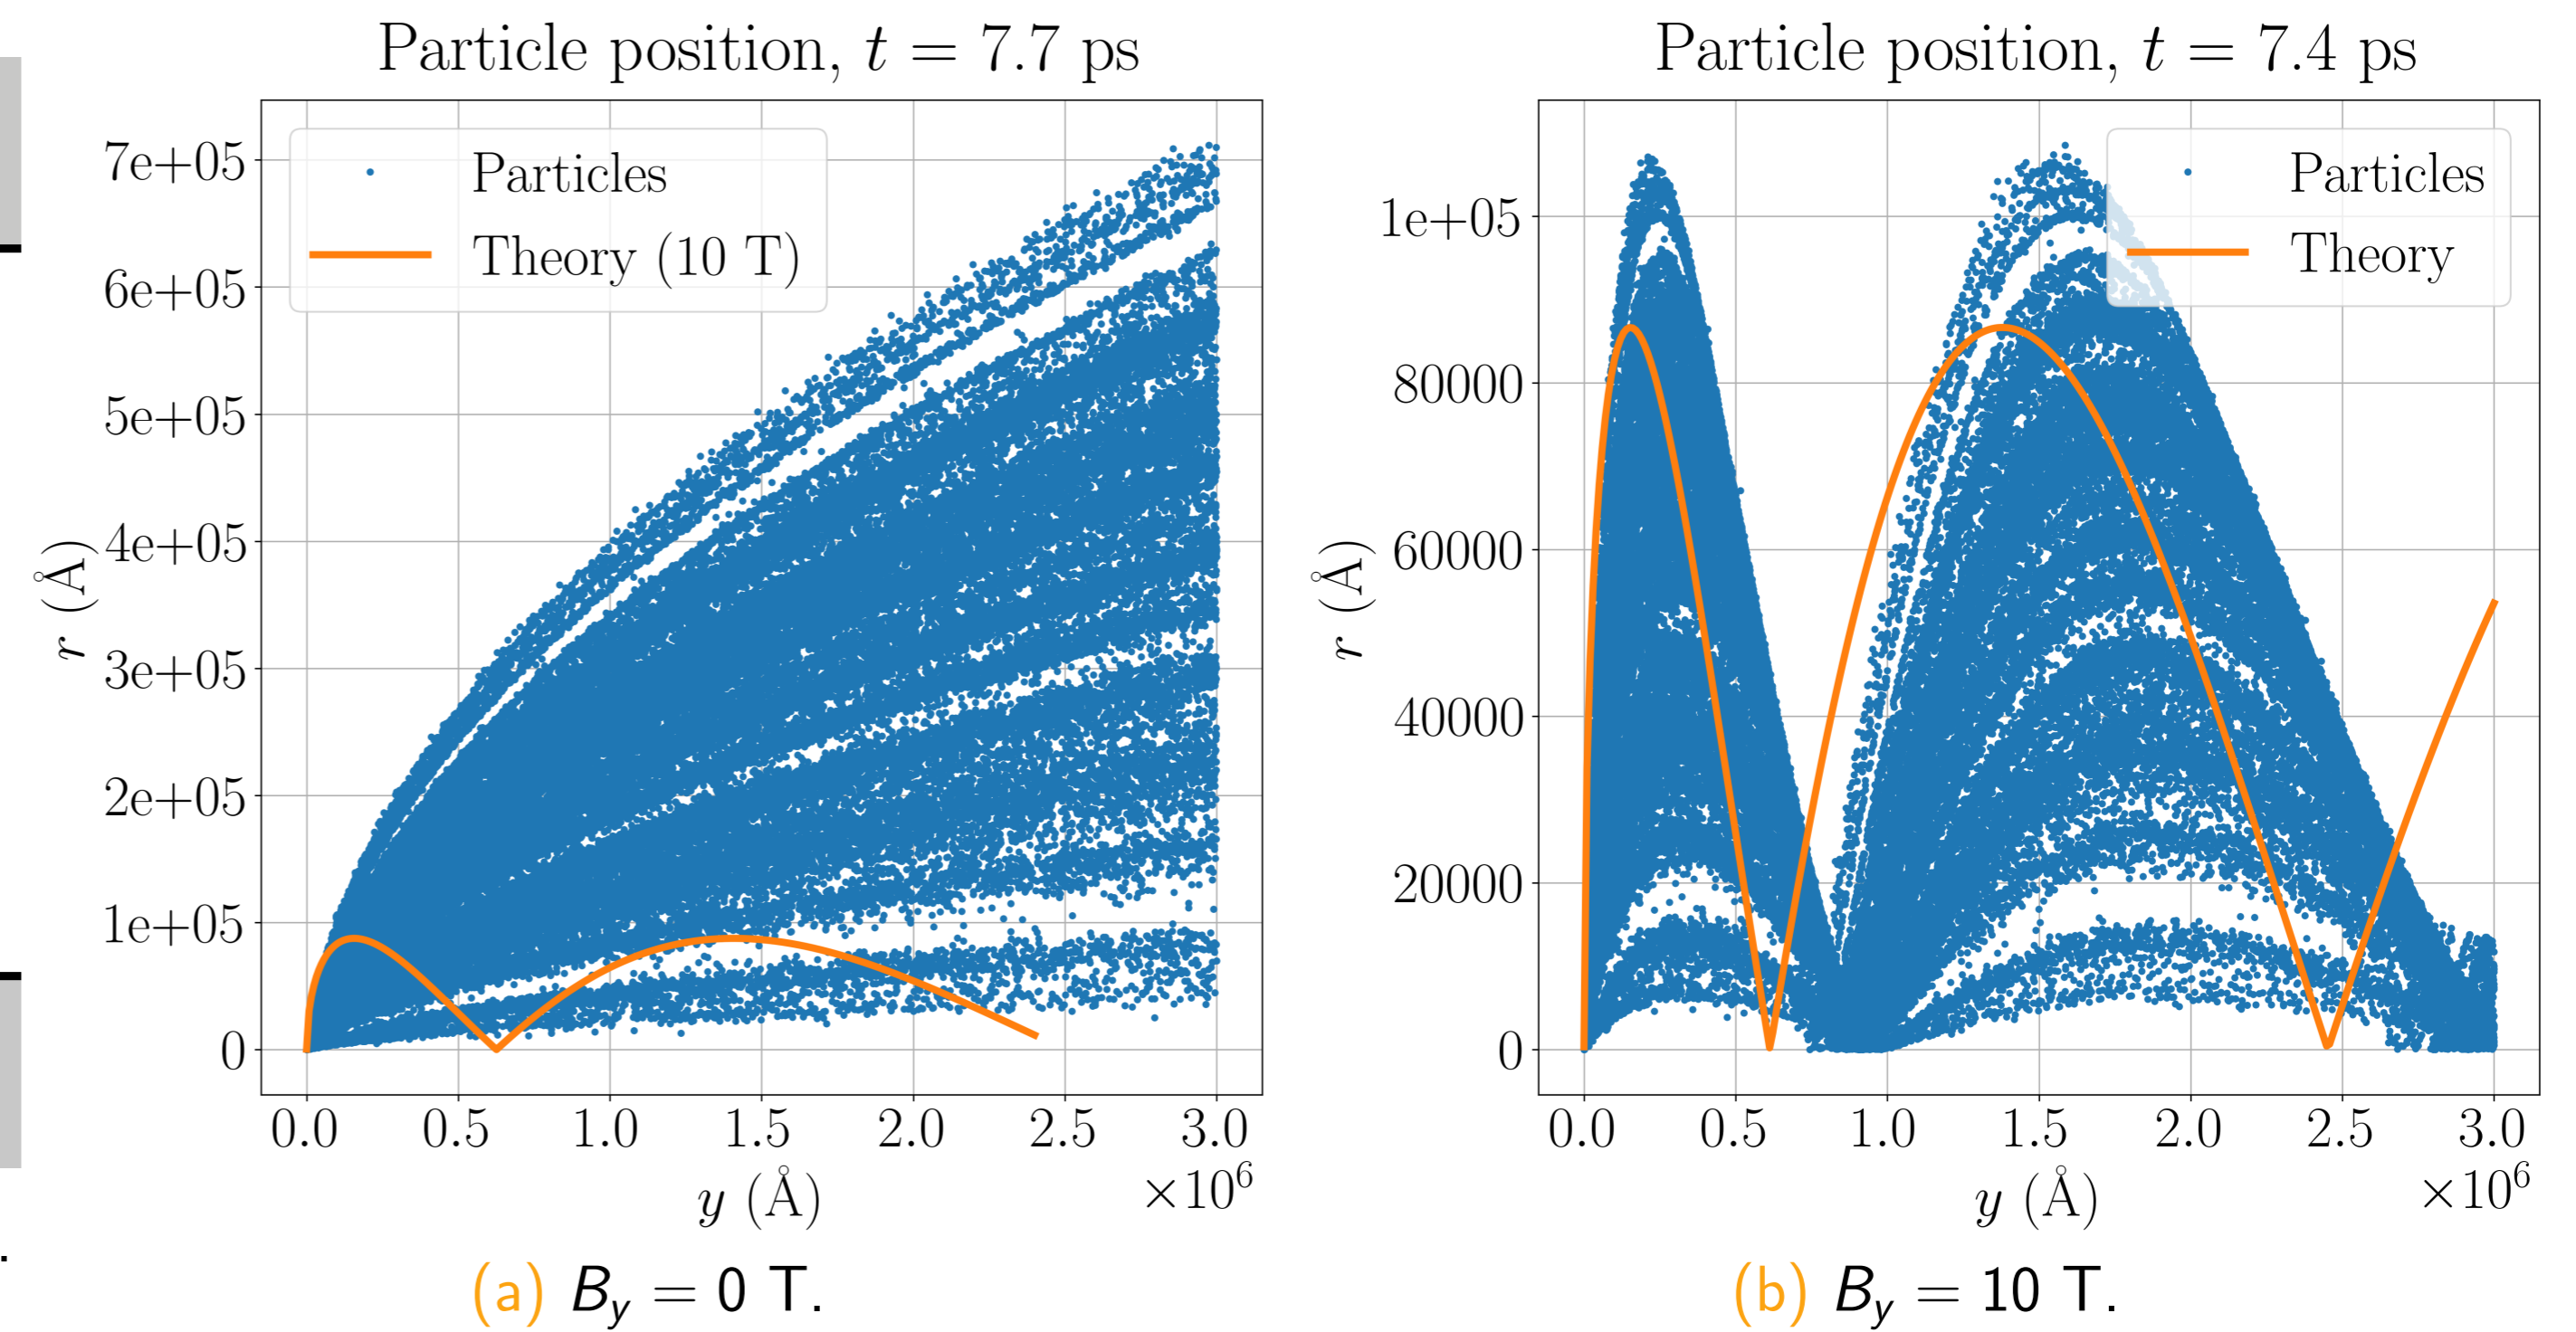 Particle position, t = 7.7 ps
Particles
Theory (10 T)
7e+05
6e+05
5e+05
4e+05
3e+05
2e+05
1e+05
0
r (Å)
0.0 0.5 1.0 1.5 2.0 2.5 3.0
y (Å)
×10⁶
(a) B_y = 0 T.
Particle position, t = 7.4 ps
Particles
Theory
1e+05
80000
60000
40000
20000
0
r (Å)
0.0 0.5 1.0 1.5 2.0 2.5 3.0
y (Å)
×10⁶
(b) B_y = 10 T.
.